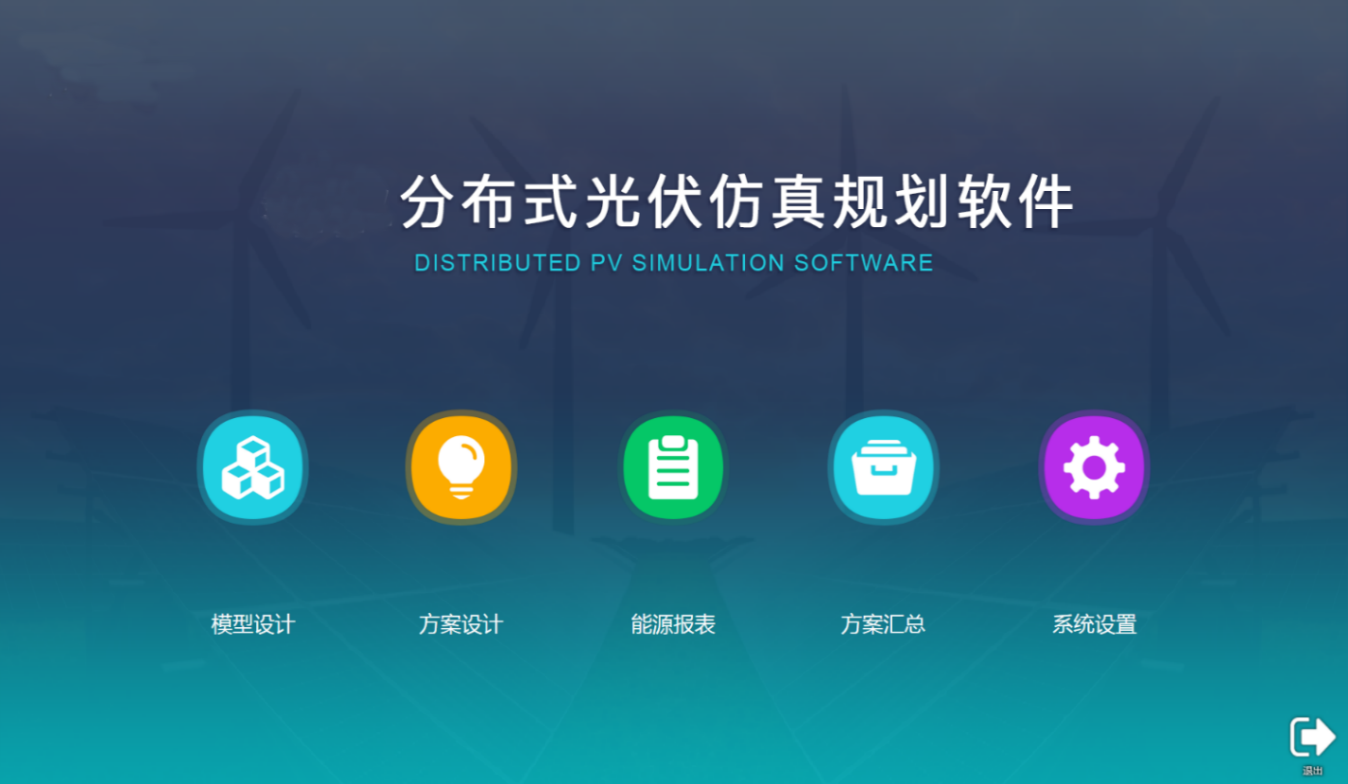 分布式光伏仿真规划软件
DISTRIBUTED PV SIMULATION SOFTWARE
模型设计 方案设计 能源报表 方案汇总 系统设置
退出